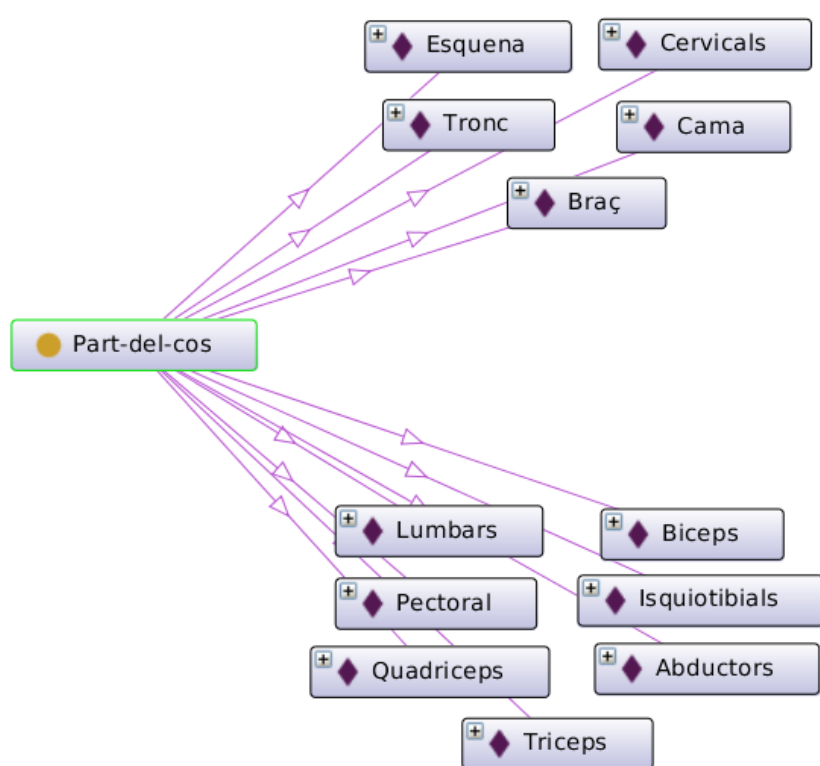 Esquena
Cervicals
Tronc
Cama
Braç
Part-del-cos
Lumbars
Biceps
Pectoral
Isquiotibials
Quadriceps
Abductors
Triceps